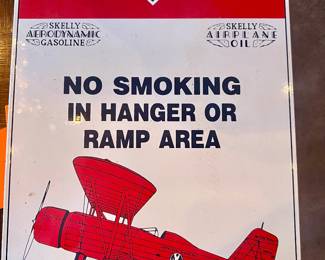 SKELLY
AERODYNAMIC
GASOLINE
SKELLY
AIRPLANE
OIL
NO SMOKING
IN HANGER OR
RAMP AREA